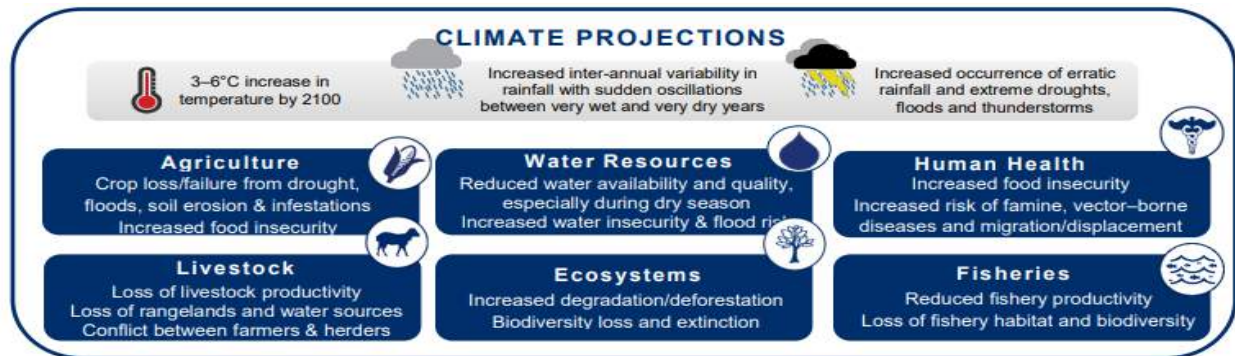 CLIMATE PROJECTIONS
3–6°C increase in
temperature by 2100
Increased inter-annual variability in
rainfall with sudden oscillations
between very wet and very dry years
Increased occurrence of erratic
rainfall and extreme droughts,
floods and thunderstorms
Agriculture
Crop loss/failure from drought,
floods, soil erosion & infestations
Increased food insecurity
Water Resources
Reduced water availability and quality,
especially during dry season
Increased water insecurity & flood ris
Human Health
Increased food insecurity
Increased risk of famine, vector–borne
diseases and migration/displacement
Livestock
Loss of livestock productivity
Loss of rangelands and water sources
Conflict between farmers & herders
Ecosystems
Increased degradation/deforestation
Biodiversity loss and extinction
Fisheries
Reduced fishery productivity
Loss of fishery habitat and biodiversity